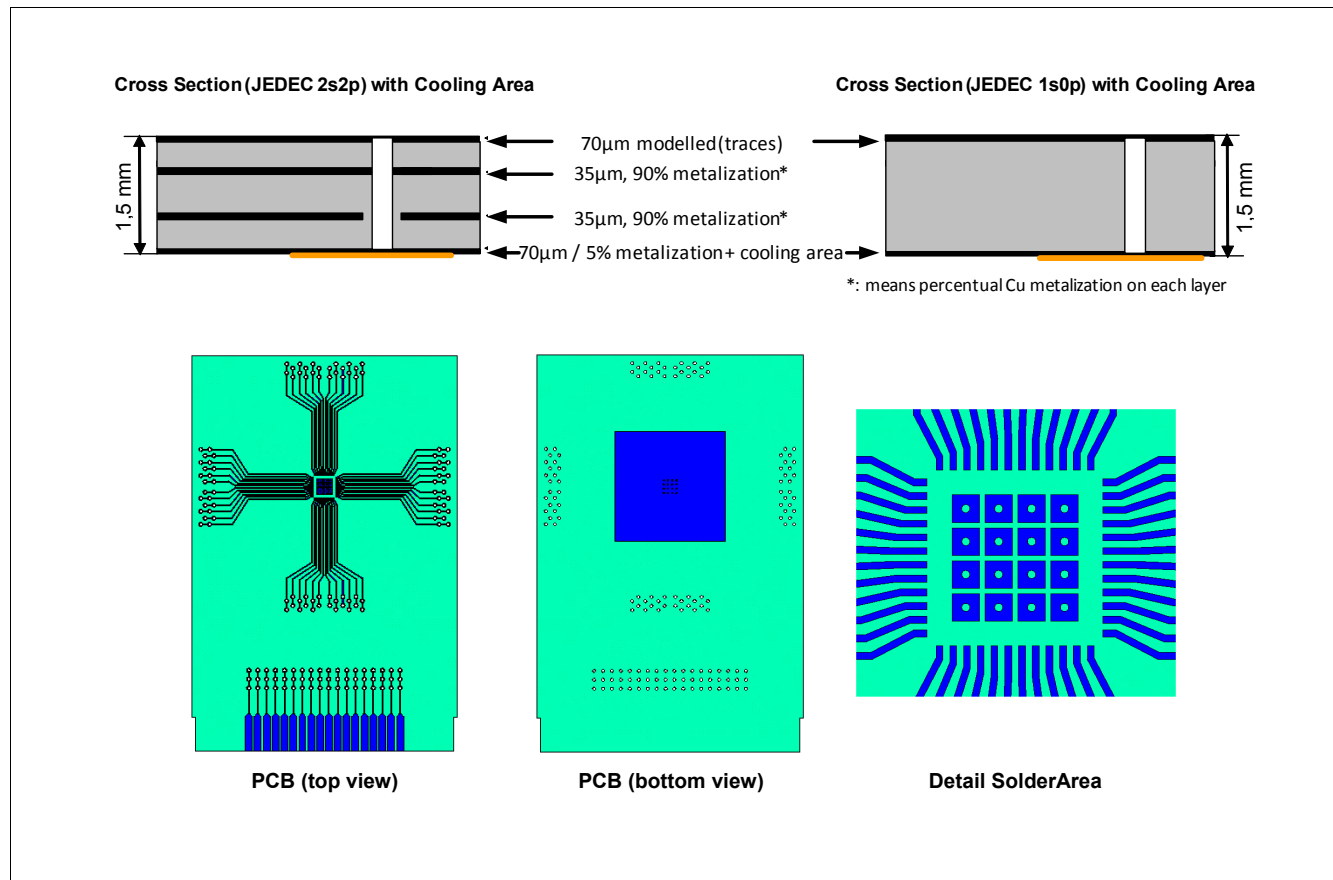 Cross Section (JEDEC 2s2p) with Cooling Area
Cross Section (JEDEC 1s0p) with Cooling Area
1,5 mm
70µm modelled (traces)
35µm, 90% metalization*
35µm, 90% metalization*
70µm / 5% metalization + cooling area
1,5 mm
*: means percentual Cu metalization on each layer
PCB (top view)
PCB (bottom view)
Detail SolderArea